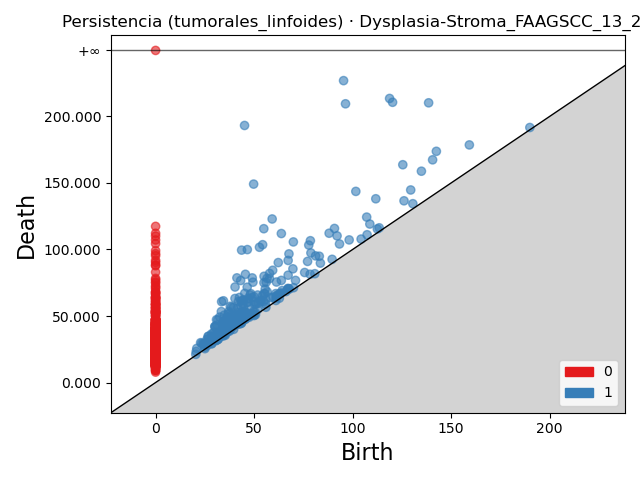 Persistencia (tumorales_linfoides) · Dysplasia-Stroma_FAAGSCC_13_2
+∞
200.000
150.000
100.000
50.000
0.000
Death
0
1
0 50 100 150 200
Birth